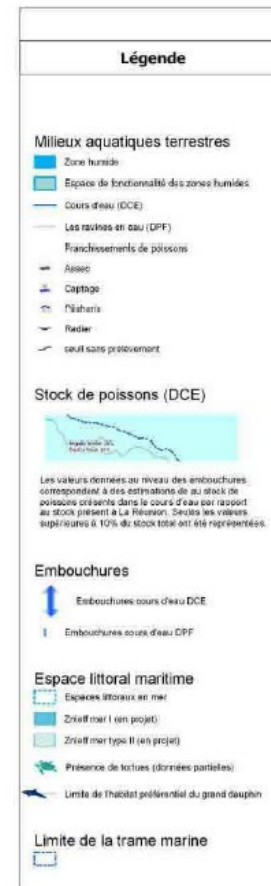 Légende
Milieux aquatiques terrestres
Zone humide
Espace de fonctionnalité des zones humides
Cours d'eau (DCE)
Les ravines en eau (DPF)
Franchissements de poissons
Assec
Captage
Pêcherie
Radier
seuil sans prélèvement
Stock de poissons (DCE)
Les valeurs données au niveau des embouchures
correspondent à des estimations de au stock de
poissons présents dans le cours d'eau par rapport
au stock présent à La Réunion. Seules les valeurs
supérieures à 10% du stock total ont été représentées.
Embouchures
Embouchures cours d'eau DCE
Embouchures cours d'eau DPF
Espace littoral maritime
Espaces littoraux en mer
Znieff mer I (en projet)
Znieff mer type II (en projet)
Présence de tortues (données partielles)
Limite de l'habitat préférentiel du grand dauphin
Limite de la trame marine